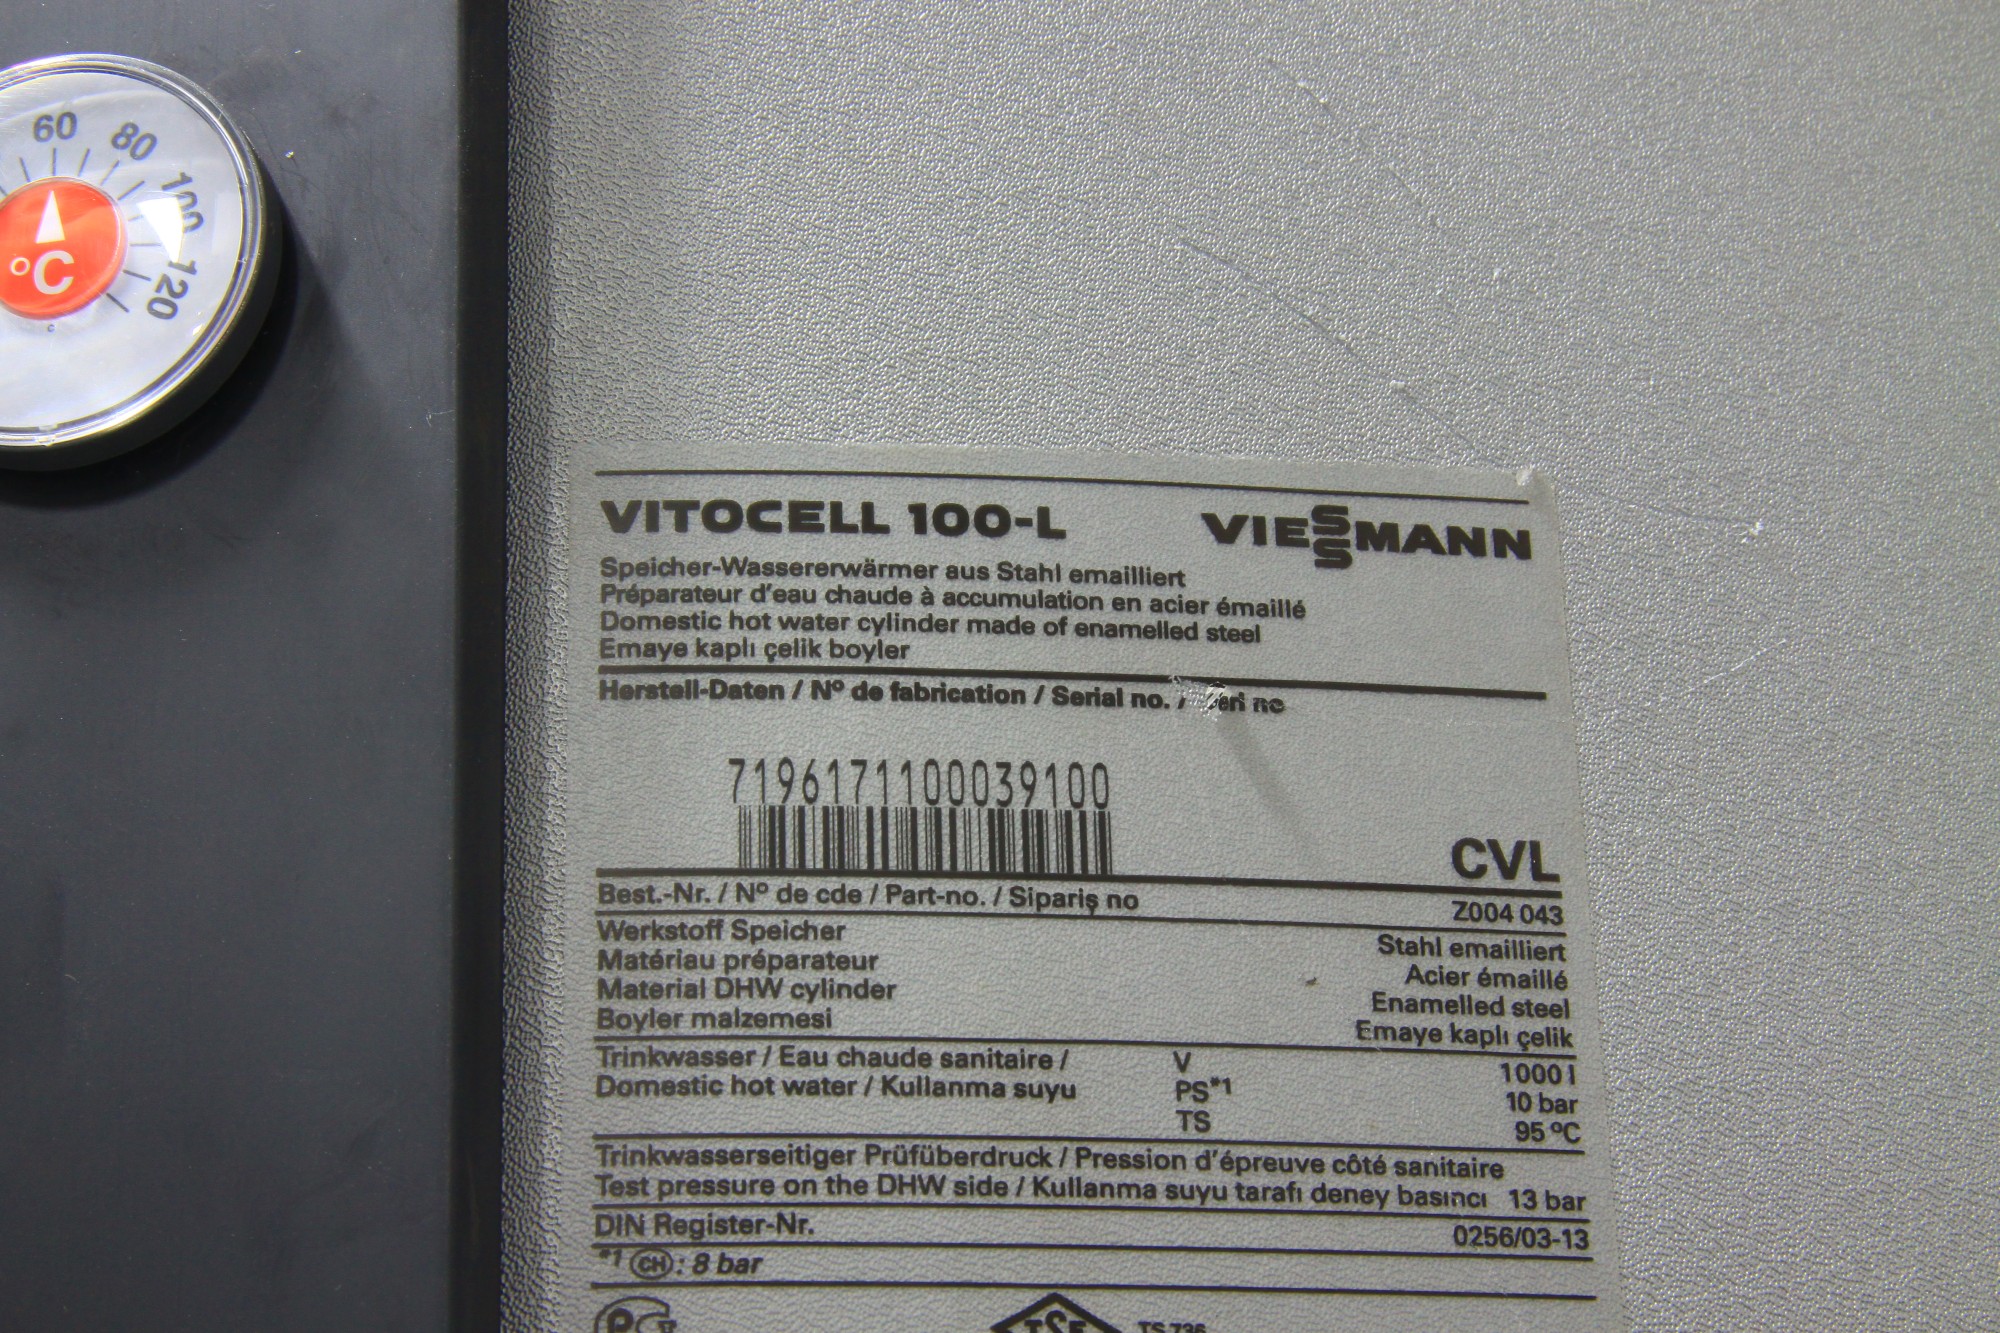 60 80 100 120
°C
c
VITOCELL 100-L VIESSMANN
Speicher-Wassererwärmer aus Stahl emailliert
Préparateur d'eau chaude à accumulation en acier émaillé
Domestic hot water cylinder made of enamelled steel
Emaye kaplı çelik boyler
Herstell-Daten / Nº de fabrication / Serial no. / Seri no
7196171100039100
CVL
Best.-Nr. / Nº de cde / Part-no. / Sipariş no Z004 043
Werkstoff Speicher Stahl emailliert
Matériau préparateur Acier émaillé
Material DHW cylinder Enamelled steel
Boyler malzemesi Emaye kaplı çelik
Trinkwasser / Eau chaude sanitaire / V 1000 l
Domestic hot water / Kullanma suyu PS*1 10 bar
TS 95 ºC
Trinkwasserseitiger Prüfüberdruck / Pression d'épreuve côté sanitaire
Test pressure on the DHW side / Kullanma suyu tarafı deney basıncı 13 bar
DIN Register-Nr. 0256/03-13
*1 CH : 8 bar
TSE TS 736